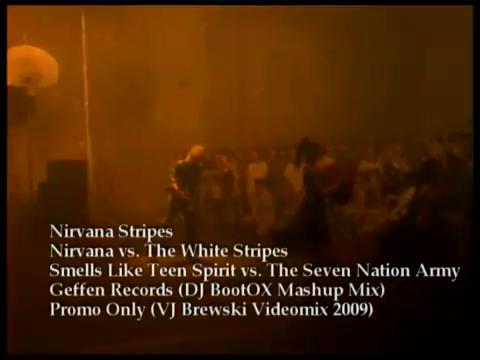 Nirvana Stripes
Nirvana vs. The White Stripes
Smells Like Teen Spirit vs. The Seven Nation Army
Geffen Records (DJ BootOX Mashup Mix)
Promo Only (VJ Brewski Videomix 2009)